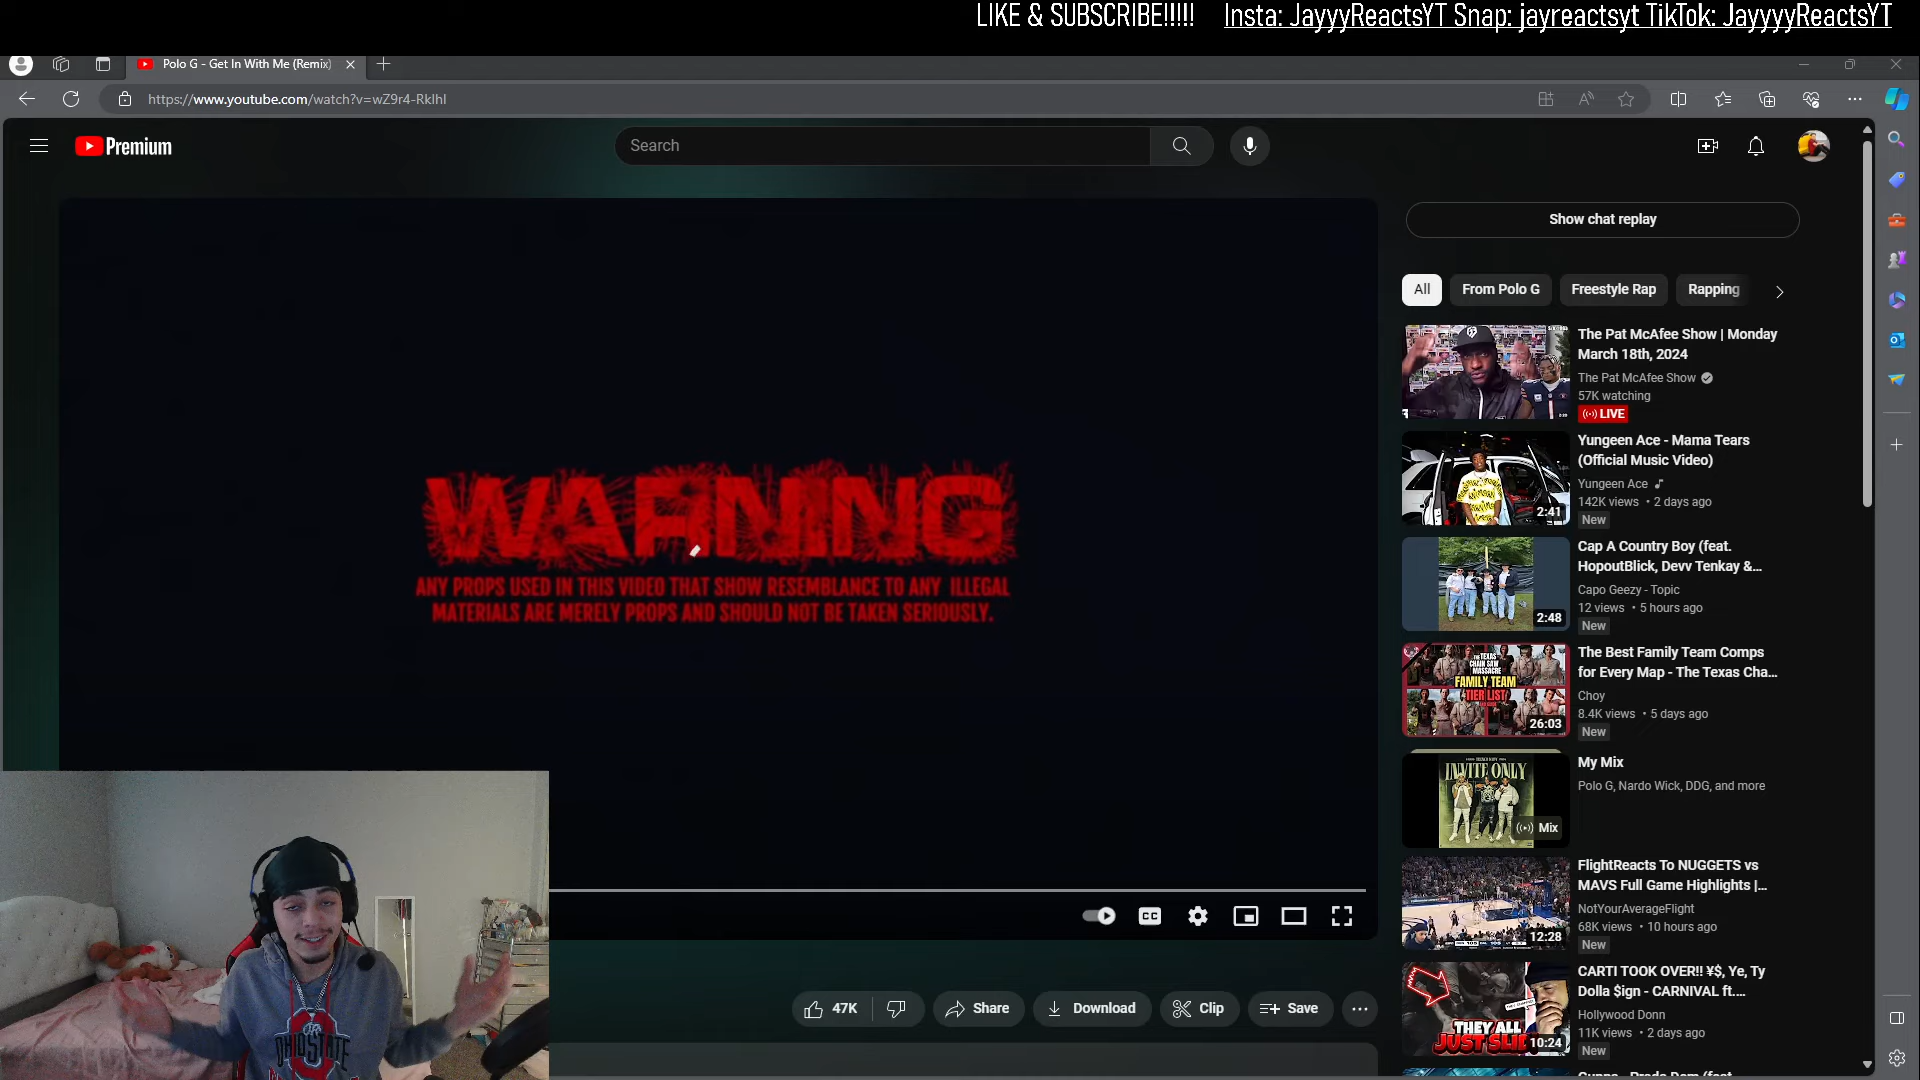 LIKE & SUBSCRIBE!!!!! Insta: JayyyReactsYT Snap: jayreactsyt TikTok: JayyyyReactsYT
Polo G - Get In With Me (Remix)
https://www.youtube.com/watch?v=wZ9r4-RkIhI
Premium
Search
WARNING
ANY PROPS USED IN THIS VIDEO THAT SHOW RESEMBLANCE TO ANY ILLEGAL
MATERIALS ARE MERELY PROPS AND SHOULD NOT BE TAKEN SERIOUSLY.
CC
47K
Share
Download
Clip
Save
OHIO STATE
Show chat replay
All
From Polo G
Freestyle Rap
Rapping
The Pat McAfee Show | Monday
March 18th, 2024
The Pat McAfee Show
57K watching
LIVE
Yungeen Ace - Mama Tears
(Official Music Video)
Yungeen Ace
142K views • 2 days ago
New
2:41
Cap A Country Boy (feat.
HopoutBlick, Devv Tenkay &...
Capo Geezy - Topic
12 views • 5 hours ago
New
2:48
THE TEXAS
CHAIN SAW
MASSACRE
FAMILY TEAM
TIER LIST
26:03
The Best Family Team Comps
for Every Map - The Texas Cha...
Choy
8.4K views • 5 days ago
New
INVITE ONLY
Mix
My Mix
Polo G, Nardo Wick, DDG, and more
FlightReacts To NUGGETS vs
MAVS Full Game Highlights |...
NotYourAverageFlight
68K views • 10 hours ago
New
12:28
CARTI TOOK OVER!! ¥$, Ye, Ty
Dolla $ign - CARNIVAL ft....
Hollywood Donn
11K views • 2 days ago
New
THEY ALL
JUST SLID
10:24